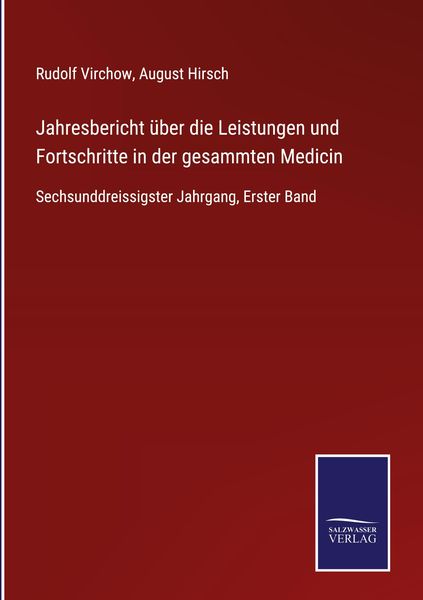 Rudolf Virchow, August Hirsch
Jahresbericht über die Leistungen und
Fortschritte in der gesammten Medicin
Sechsunddreissigster Jahrgang, Erster Band
SALZWASSER
VERLAG